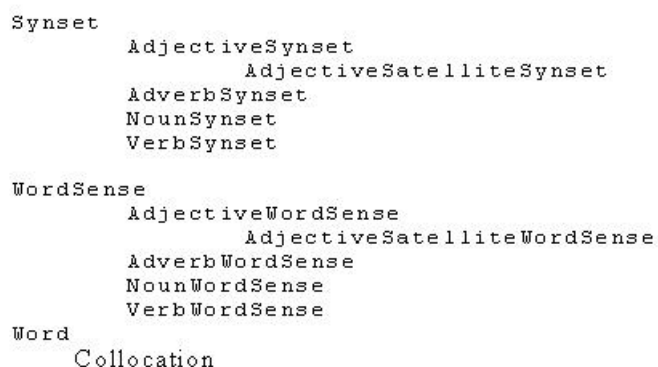 Synset
AdjectiveSynset
AdjectiveSatelliteSynset
AdverbSynset
NounSynset
VerbSynset
WordSense
AdjectiveWordSense
AdjectiveSatelliteWordSense
AdverbWordSense
NounWordSense
VerbWordSense
Word
Collocation